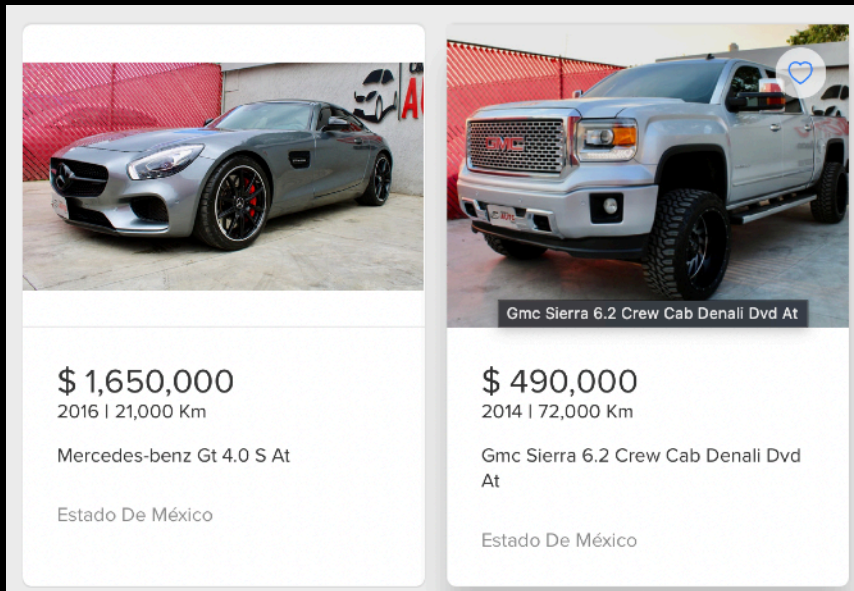 $ 1,650,000
2016 | 21,000 Km
Mercedes-benz Gt 4.0 S At
Estado De México
GMC
Gmc Sierra 6.2 Crew Cab Denali Dvd At
$ 490,000
2014 | 72,000 Km
Gmc Sierra 6.2 Crew Cab Denali Dvd
At
Estado De México